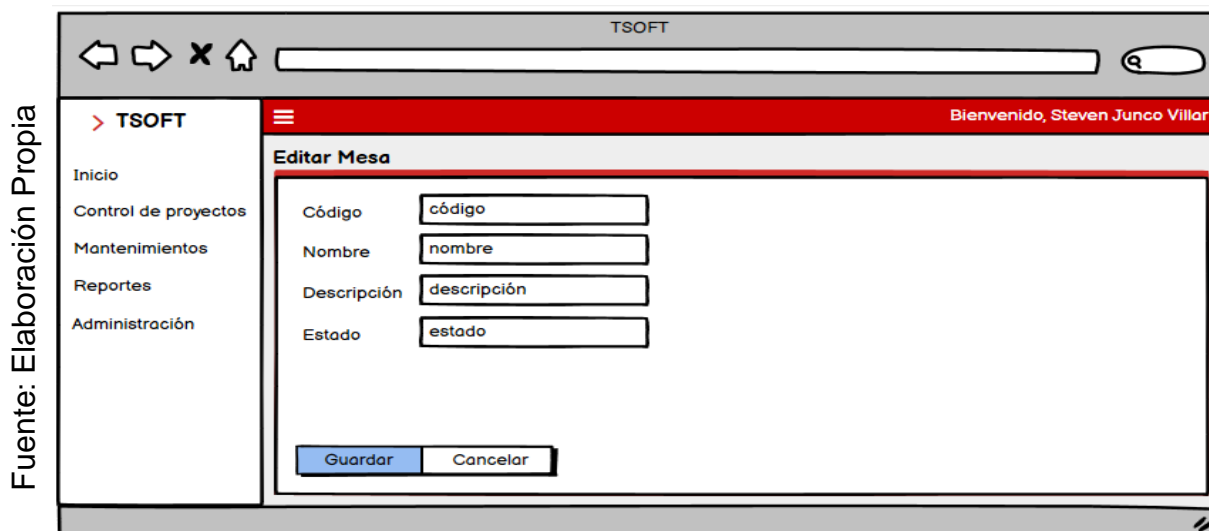 TSOFT
> TSOFT
Bienvenido, Steven Junco Villar
Editar Mesa
Inicio
Control de proyectos
Mantenimientos
Reportes
Administración
Código código
Nombre nombre
Descripción descripción
Estado estado
Guardar Cancelar
Fuente: Elaboración Propia